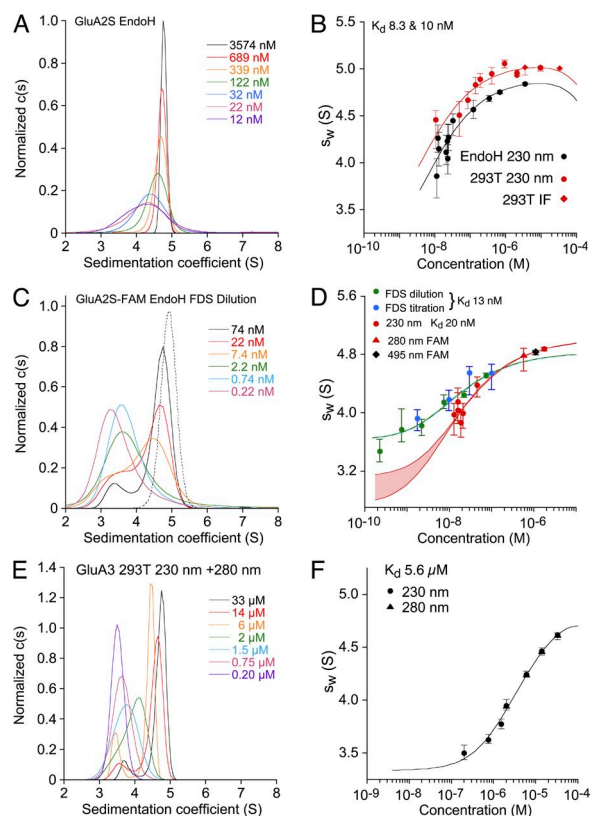 A
GluA2S EndoH
Normalized c(s)
1.0
0.8
0.6
0.4
0.2
0
3574 nM
689 nM
339 nM
122 nM
32 nM
22 nM
12 nM
2 3 4 5 6 7 8
Sedimentation coefficient (S)
B
Kd 8.3 & 10 nM
sw (S)
5.5
5.0
4.5
4.0
3.5
EndoH 230 nm
293T 230 nm
293T IF
10-10 10-8 10-6 10-4
Concentration (M)
C
GluA2S-FAM EndoH FDS Dilution
Normalized c(s)
1.0
0.8
0.6
0.4
0.2
0
74 nM
22 nM
7.4 nM
2.2 nM
0.74 nM
0.22 nM
2 3 4 5 6 7 8
Sedimentation coefficient (S)
D
FDS dilution
FDS titration
} Kd 13 nM
230 nm Kd 20 nM
280 nm FAM
495 nm FAM
sw (S)
5.6
4.8
4.0
3.2
10-10 10-8 10-6
Concentration (M)
E
GluA3 293T 230 nm +280 nm
Normalized c(s)
1.4
1.2
1.0
0.8
0.6
0.4
0.2
0
33 µM
14 µM
6 µM
2 µM
1.5 µM
0.75 µM
0.20 µM
2 3 4 5 6 7 8
Sedimentation coefficient (S)
F
Kd 5.6 µM
230 nm
280 nm
sw (S)
5.0
4.5
4.0
3.5
10-9 10-8 10-7 10-6 10-5 10-4
Concentration (M)